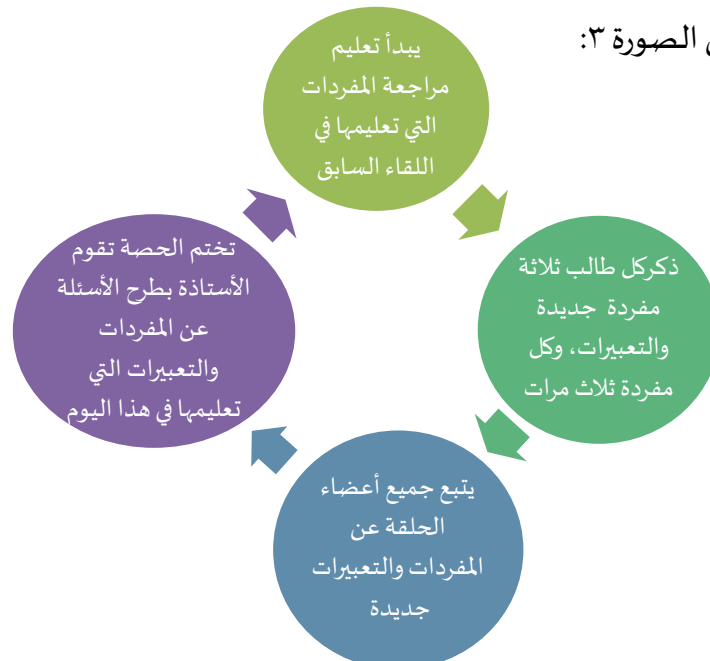 الصورة ٣:
يبدأ تعليم
مراجعة المفردات
التي تعليمها في
اللقاء السابق
ذكركل طالب ثلاثة
مفردة جديدة
والتعبيرات، وكل
مفردة ثلاث مرات
يتبع جميع أعضاء
الحلقة عن
المفردات والتعبيرات
جديدة
تختم الحصة تقوم
الأستاذة بطرح الأسئلة
عن المفردات
والتعبيرات التي
تعليمها في هذا اليوم